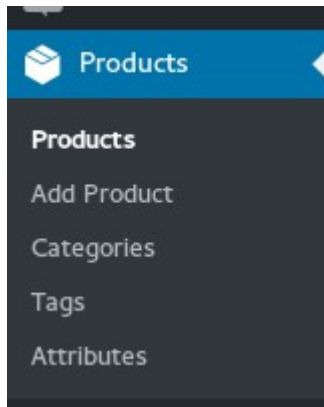 Products
Products
Add Product
Categories
Tags
Attributes